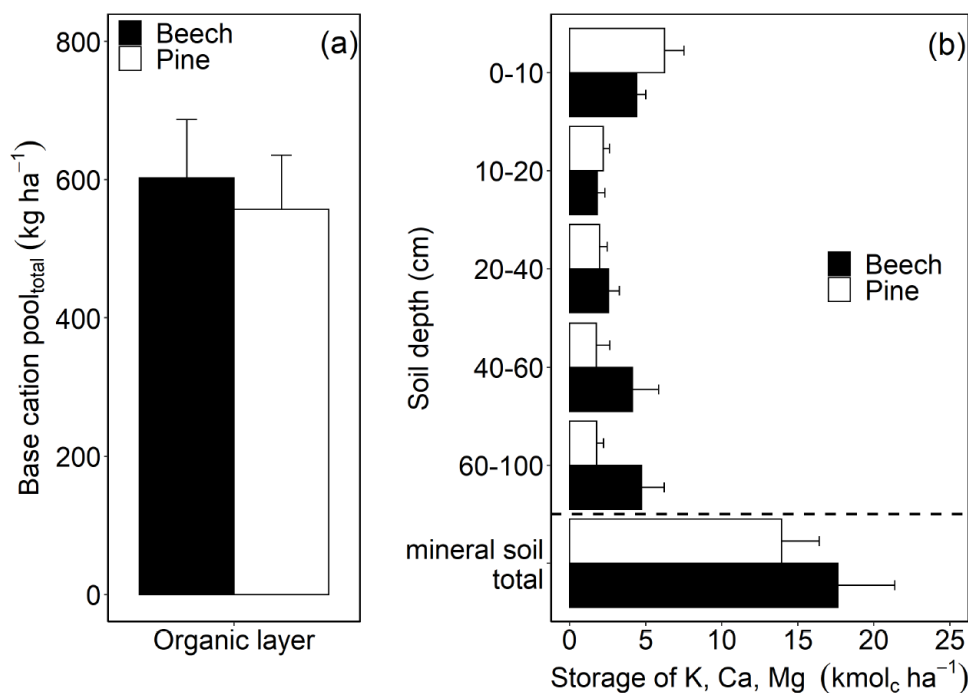 (a)
Beech
Pine
Base cation pool_total (kg ha⁻¹)
800
600
400
200
0
Organic layer
(b)
Beech
Pine
Soil depth (cm)
0-10
10-20
20-40
40-60
60-100
mineral soil
total
0 5 10 15 20 25
Storage of K, Ca, Mg (kmol_c ha⁻¹)